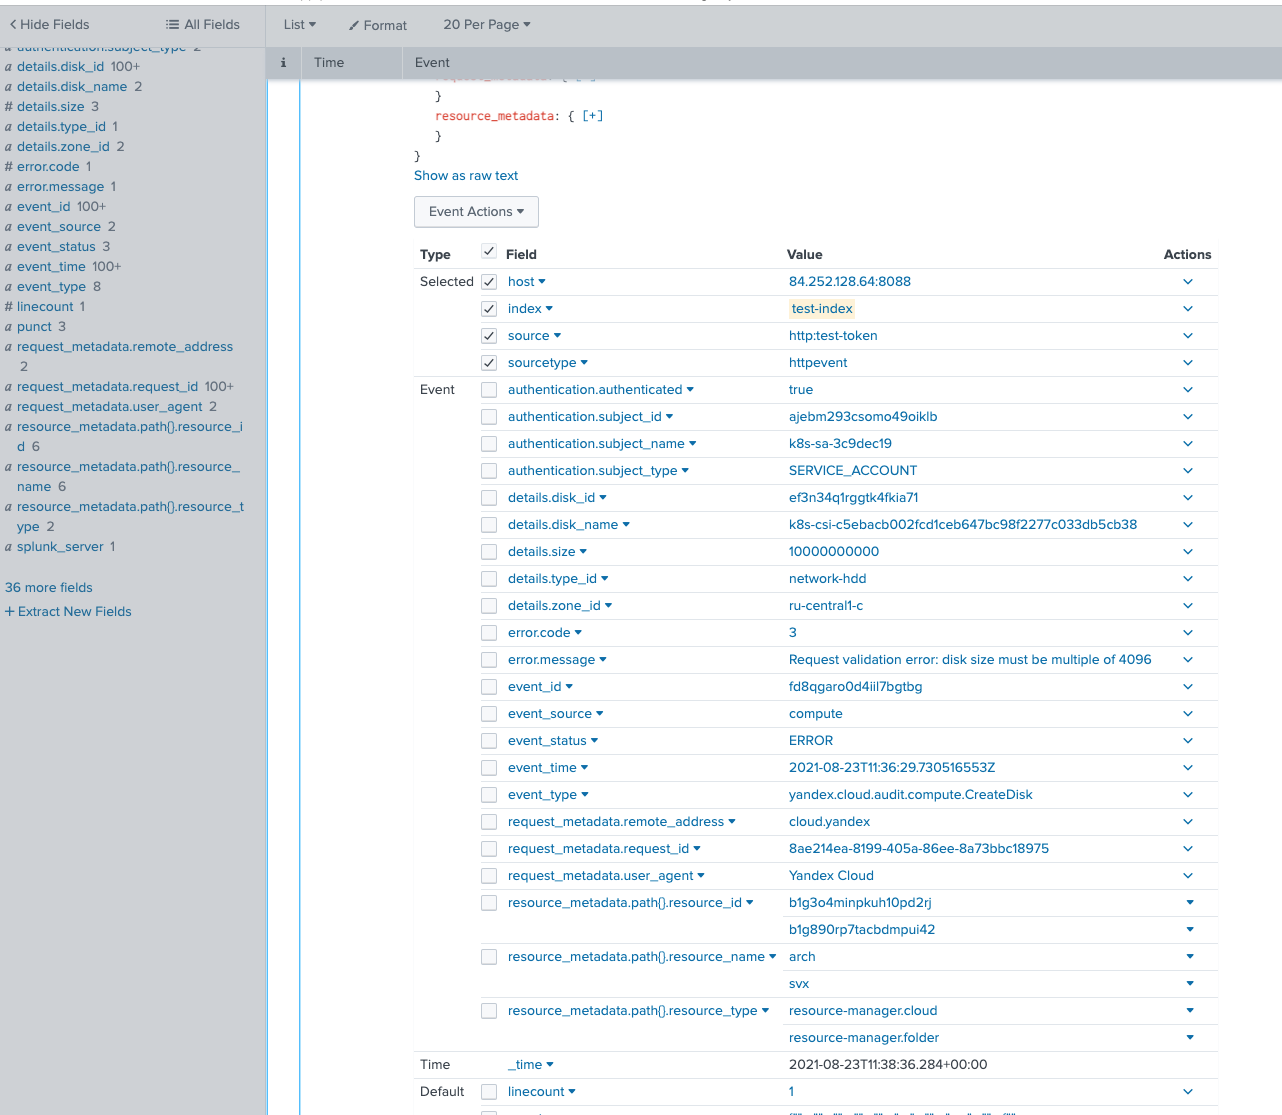 Hide Fields
All Fields
List
Format
20 Per Page
i
Time
Event
a authentication.subject_type 2
a details.disk_id 100+
a details.disk_name 2
# details.size 3
a details.type_id 1
a details.zone_id 2
# error.code 1
a error.message 1
a event_id 100+
a event_source 2
a event_status 3
a event_time 100+
a event_type 8
# linecount 1
a punct 3
a request_metadata.remote_address
2
a request_metadata.request_id 100+
a request_metadata.user_agent 2
a resource_metadata.path{}.resource_i
d 6
a resource_metadata.path{}.resource_
name 6
a resource_metadata.path{}.resource_t
ype 2
a splunk_server 1
36 more fields
+ Extract New Fields
}
resource_metadata: { [+]
}
}
Show as raw text
Event Actions
Type Field Value Actions
Selected host 84.252.128.64:8088
index test-index
source http:test-token
sourcetype httpevent
Event authentication.authenticated true
authentication.subject_id ajebm293csomo49oiklb
authentication.subject_name k8s-sa-3c9dec19
authentication.subject_type SERVICE_ACCOUNT
details.disk_id ef3n34q1rggtk4fkia71
details.disk_name k8s-csi-c5ebacb002fcd1ceb647bc98f2277c033db5cb38
details.size 10000000000
details.type_id network-hdd
details.zone_id ru-central1-c
error.code 3
error.message Request validation error: disk size must be multiple of 4096
event_id fd8qgaro0d4iil7bgtbg
event_source compute
event_status ERROR
event_time 2021-08-23T11:36:29.730516553Z
event_type yandex.cloud.audit.compute.CreateDisk
request_metadata.remote_address cloud.yandex
request_metadata.request_id 8ae214ea-8199-405a-86ee-8a73bbc18975
request_metadata.user_agent Yandex Cloud
resource_metadata.path{}.resource_id b1g3o4minpkuh10pd2rj
b1g890rp7tacbdmpui42
resource_metadata.path{}.resource_name arch
svx
resource_metadata.path{}.resource_type resource-manager.cloud
resource-manager.folder
Time _time 2021-08-23T11:38:36.284+00:00
Default linecount 1